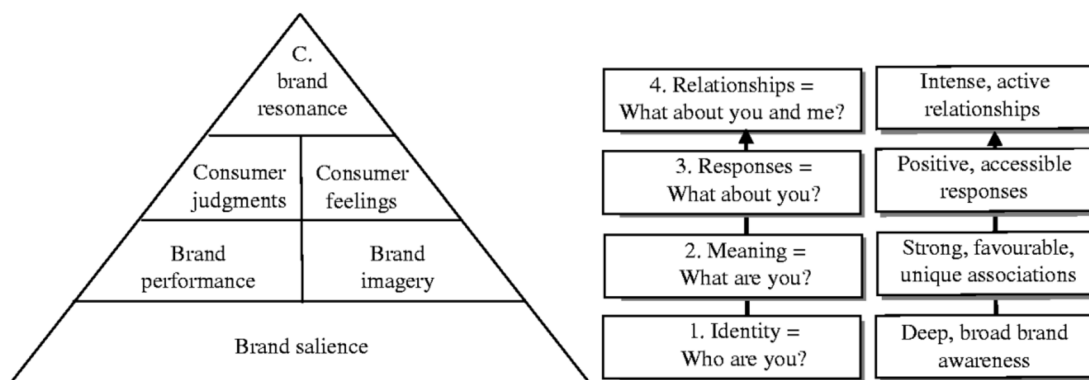 C.
brand
resonance
Consumer
judgments
Consumer
feelings
Brand
performance
Brand
imagery
Brand salience
4. Relationships =
What about you and me?
3. Responses =
What about you?
2. Meaning =
What are you?
1. Identity =
Who are you?
Intense, active
relationships
Positive, accessible
responses
Strong, favourable,
unique associations
Deep, broad brand
awareness